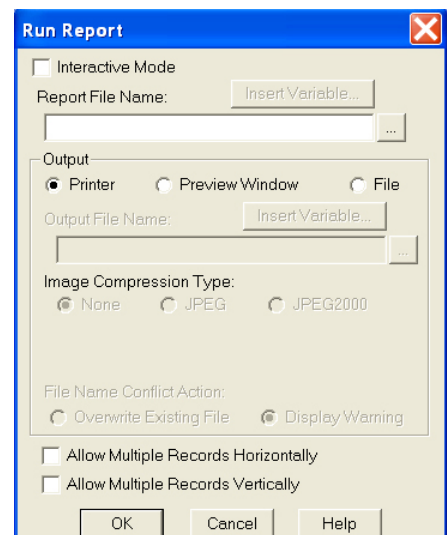 Run Report
Interactive Mode
Report File Name: Insert Variable...
...
Output
Printer Preview Window File
Output File Name: Insert Variable...
...
Image Compression Type:
None JPEG JPEG2000
File Name Conflict Action:
Overwrite Existing File Display Warning
Allow Multiple Records Horizontally
Allow Multiple Records Vertically
OK Cancel Help